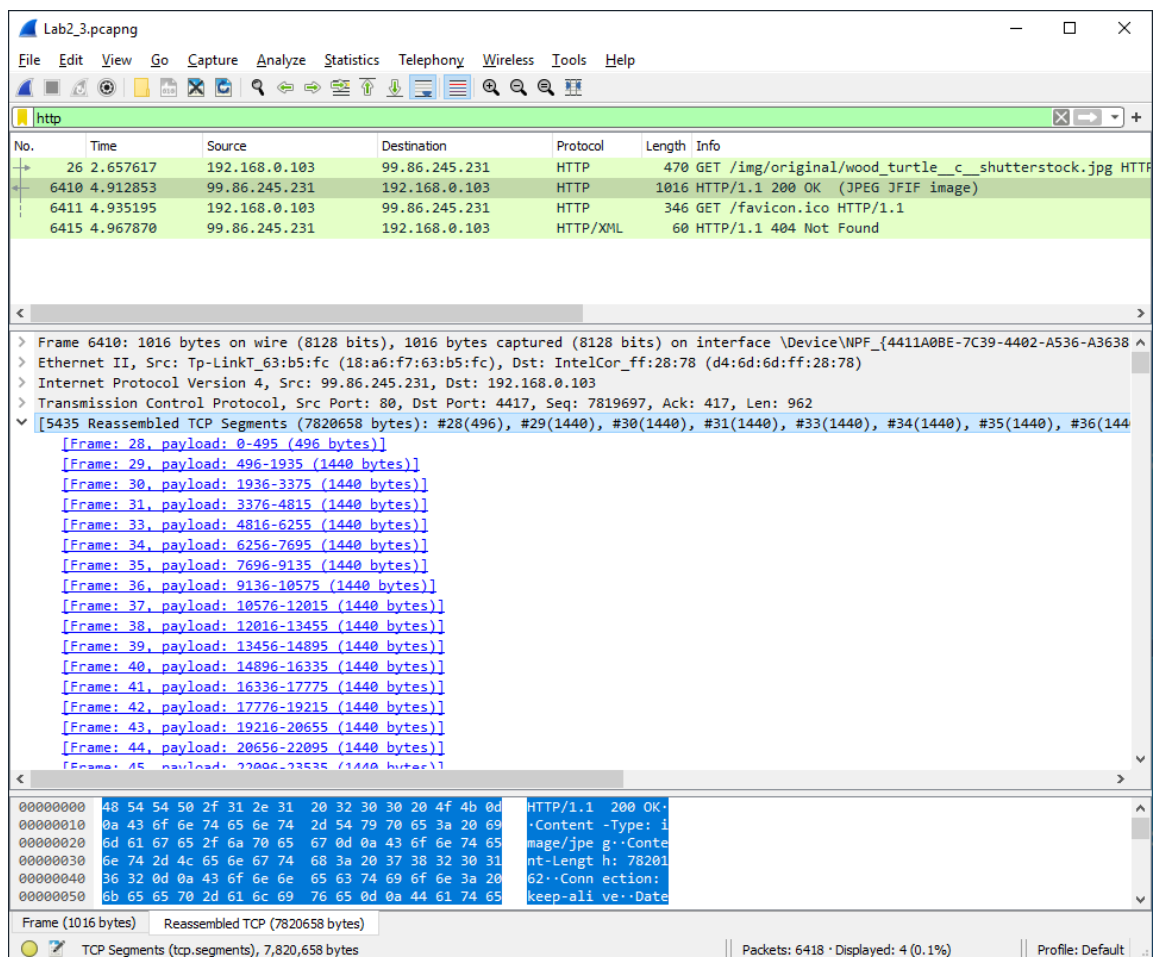 Lab2_3.pcapng
File Edit View Go Capture Analyze Statistics Telephony Wireless Tools Help
http
No. Time Source Destination Protocol Length Info
26 2.657617 192.168.0.103 99.86.245.231 HTTP 470 GET /img/original/wood_turtle__c__shutterstock.jpg HTTP
6410 4.912853 99.86.245.231 192.168.0.103 HTTP 1016 HTTP/1.1 200 OK (JPEG JFIF image)
6411 4.935195 192.168.0.103 99.86.245.231 HTTP 346 GET /favicon.ico HTTP/1.1
6415 4.967870 99.86.245.231 192.168.0.103 HTTP/XML 60 HTTP/1.1 404 Not Found
Frame 6410: 1016 bytes on wire (8128 bits), 1016 bytes captured (8128 bits) on interface \Device\NPF_{4411A0BE-7C39-4402-A536-A3638
Ethernet II, Src: Tp-LinkT_63:b5:fc (18:a6:f7:63:b5:fc), Dst: IntelCor_ff:28:78 (d4:6d:6d:ff:28:78)
Internet Protocol Version 4, Src: 99.86.245.231, Dst: 192.168.0.103
Transmission Control Protocol, Src Port: 80, Dst Port: 4417, Seq: 7819697, Ack: 417, Len: 962
[5435 Reassembled TCP Segments (7820658 bytes): #28(496), #29(1440), #30(1440), #31(1440), #33(1440), #34(1440), #35(1440), #36(144
[Frame: 28, payload: 0-495 (496 bytes)]
[Frame: 29, payload: 496-1935 (1440 bytes)]
[Frame: 30, payload: 1936-3375 (1440 bytes)]
[Frame: 31, payload: 3376-4815 (1440 bytes)]
[Frame: 33, payload: 4816-6255 (1440 bytes)]
[Frame: 34, payload: 6256-7695 (1440 bytes)]
[Frame: 35, payload: 7696-9135 (1440 bytes)]
[Frame: 36, payload: 9136-10575 (1440 bytes)]
[Frame: 37, payload: 10576-12015 (1440 bytes)]
[Frame: 38, payload: 12016-13455 (1440 bytes)]
[Frame: 39, payload: 13456-14895 (1440 bytes)]
[Frame: 40, payload: 14896-16335 (1440 bytes)]
[Frame: 41, payload: 16336-17775 (1440 bytes)]
[Frame: 42, payload: 17776-19215 (1440 bytes)]
[Frame: 43, payload: 19216-20655 (1440 bytes)]
[Frame: 44, payload: 20656-22095 (1440 bytes)]
[Frame: 45, payload: 22096-23535 (1440 bytes)]
00000000 48 54 54 50 2f 31 2e 31 20 32 30 30 20 4f 4b 0d HTTP/1.1 200 OK·
00000010 0a 43 6f 6e 74 65 6e 74 2d 54 79 70 65 3a 20 69 ·Content -Type: i
00000020 6d 61 67 65 2f 6a 70 65 67 0d 0a 43 6f 6e 74 65 mage/jpe g··Conte
00000030 6e 74 2d 4c 65 6e 67 74 68 3a 20 37 38 32 30 31 nt-Lengt h: 78201
00000040 36 32 0d 0a 43 6f 6e 6e 65 63 74 69 6f 6e 3a 20 62··Conn ection:
00000050 6b 65 65 70 2d 61 6c 69 76 65 0d 0a 44 61 74 65 keep-ali ve··Date
Frame (1016 bytes) Reassembled TCP (7820658 bytes)
TCP Segments (tcp.segments), 7,820,658 bytes Packets: 6418 · Displayed: 4 (0.1%) Profile: Default